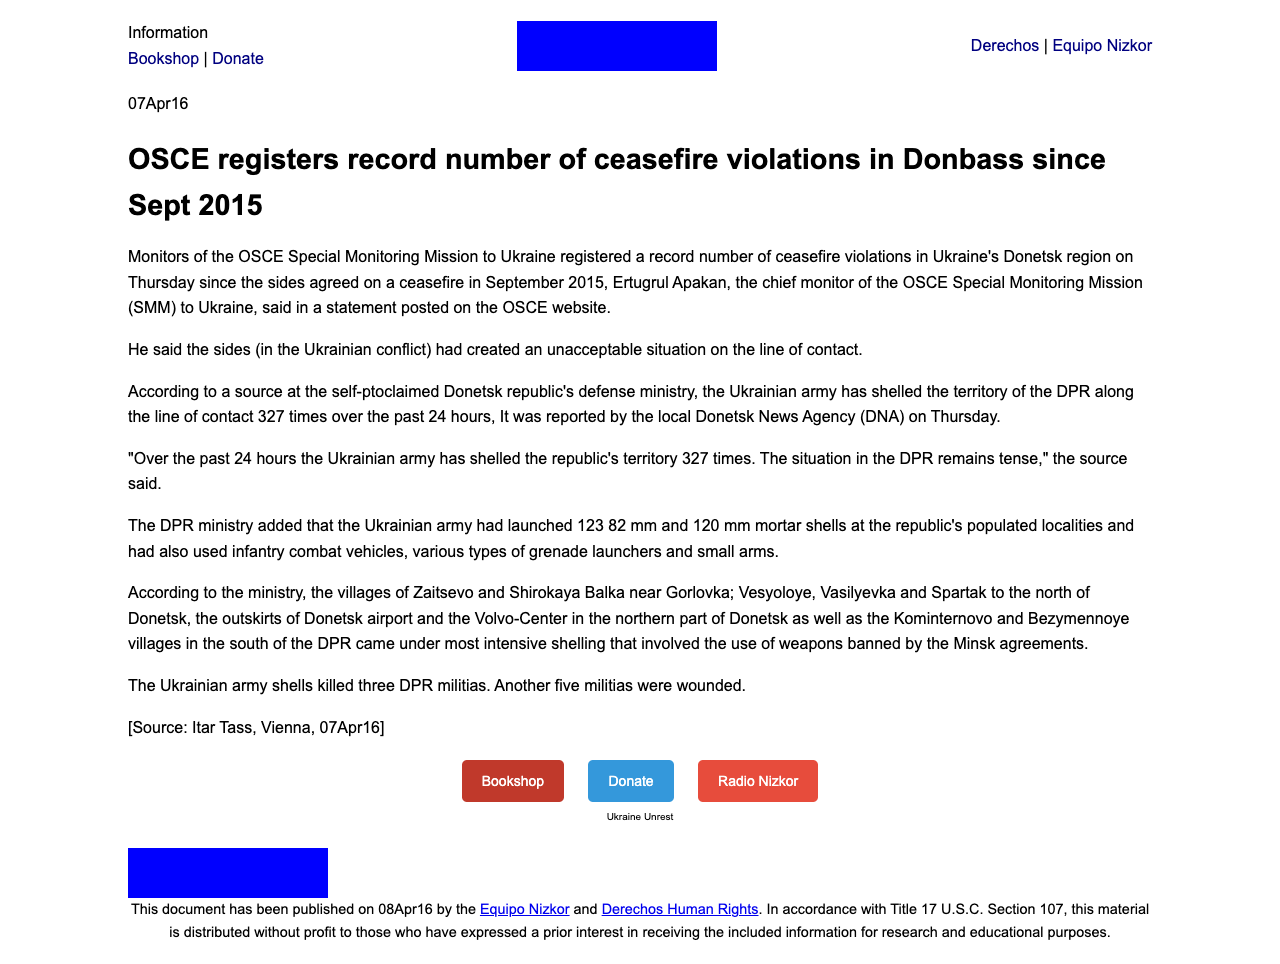 Information
Bookshop | Donate
Derechos | Equipo Nizkor
07Apr16
OSCE registers record number of ceasefire violations in Donbass since
Sept 2015
Monitors of the OSCE Special Monitoring Mission to Ukraine registered a record number of ceasefire violations in Ukraine's Donetsk region on
Thursday since the sides agreed on a ceasefire in September 2015, Ertugrul Apakan, the chief monitor of the OSCE Special Monitoring Mission
(SMM) to Ukraine, said in a statement posted on the OSCE website.
He said the sides (in the Ukrainian conflict) had created an unacceptable situation on the line of contact.
According to a source at the self-ptoclaimed Donetsk republic's defense ministry, the Ukrainian army has shelled the territory of the DPR along
the line of contact 327 times over the past 24 hours, It was reported by the local Donetsk News Agency (DNA) on Thursday.
"Over the past 24 hours the Ukrainian army has shelled the republic's territory 327 times. The situation in the DPR remains tense," the source
said.
The DPR ministry added that the Ukrainian army had launched 123 82 mm and 120 mm mortar shells at the republic's populated localities and
had also used infantry combat vehicles, various types of grenade launchers and small arms.
According to the ministry, the villages of Zaitsevo and Shirokaya Balka near Gorlovka; Vesyoloye, Vasilyevka and Spartak to the north of
Donetsk, the outskirts of Donetsk airport and the Volvo-Center in the northern part of Donetsk as well as the Kominternovo and Bezymennoye
villages in the south of the DPR came under most intensive shelling that involved the use of weapons banned by the Minsk agreements.
The Ukrainian army shells killed three DPR militias. Another five militias were wounded.
[Source: Itar Tass, Vienna, 07Apr16]
Bookshop Donate Radio Nizkor
Ukraine Unrest
This document has been published on 08Apr16 by the Equipo Nizkor and Derechos Human Rights. In accordance with Title 17 U.S.C. Section 107, this material
is distributed without profit to those who have expressed a prior interest in receiving the included information for research and educational purposes.